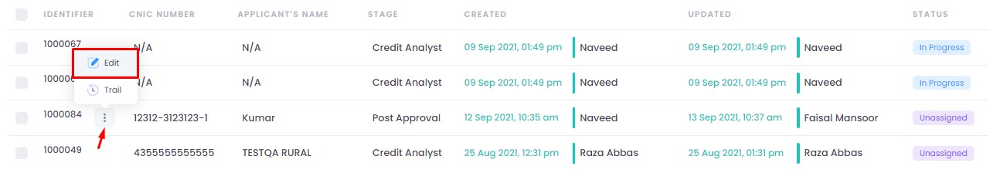 IDENTIFIER CNIC NUMBER APPLICANT'S NAME STAGE CREATED UPDATED STATUS
1000067 N/A N/A Credit Analyst 09 Sep 2021, 01:49 pm Naveed 09 Sep 2021, 01:49 pm Naveed In Progress
Edit
N/A N/A Credit Analyst 09 Sep 2021, 01:49 pm Naveed 09 Sep 2021, 01:49 pm Naveed In Progress
Trail
1000084 12312-3123123-1 Kumar Post Approval 12 Sep 2021, 10:35 am Naveed 13 Sep 2021, 10:37 am Faisal Mansoor Unassigned
1000049 4355555555555 TESTQA RURAL Credit Analyst 25 Aug 2021, 12:31 pm Raza Abbas 25 Aug 2021, 01:31 pm Raza Abbas Unassigned